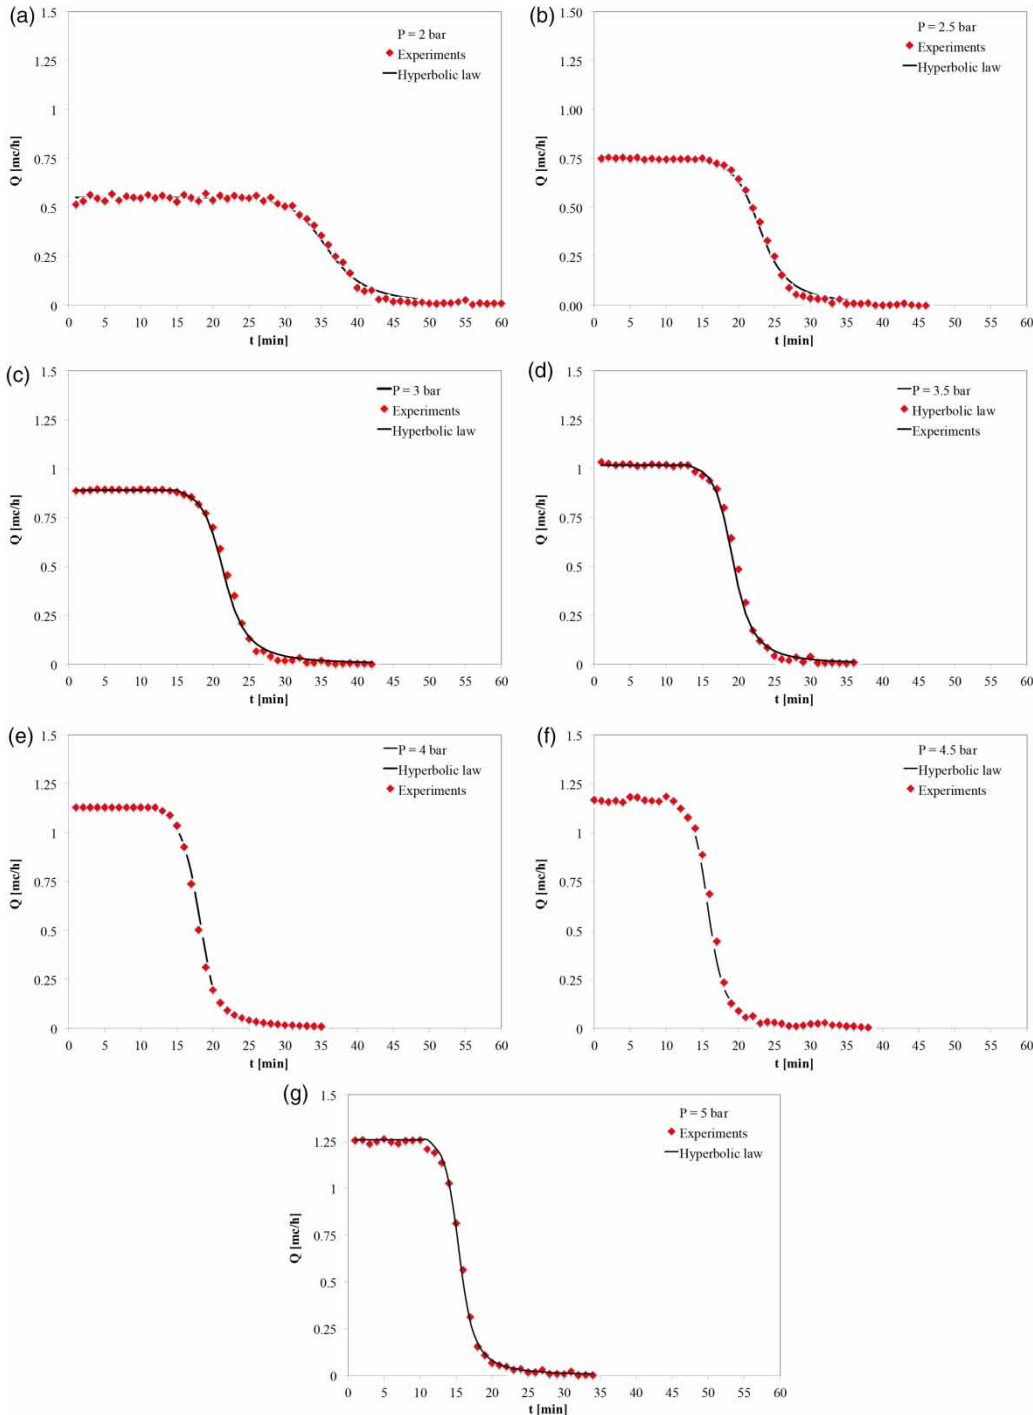 (a)
P = 2 bar
Experiments
Hyperbolic law
Q [mc/h]
1.5
1.25
1
0.75
0.5
0.25
0
0 5 10 15 20 25 30 35 40 45 50 55 60
t [min]
(b)
P = 2.5 bar
Experiments
Hyperbolic law
Q [mc/h]
1.50
1.25
1.00
0.75
0.50
0.25
0.00
0 5 10 15 20 25 30 35 40 45 50 55 60
t [min]
(c)
P = 3 bar
Experiments
Hyperbolic law
Q [mc/h]
1.5
1.25
1
0.75
0.5
0.25
0
0 5 10 15 20 25 30 35 40 45 50 55 60
t [min]
(d)
P = 3.5 bar
Hyperbolic law
Experiments
Q [mc/h]
1.5
1.25
1
0.75
0.5
0.25
0
0 5 10 15 20 25 30 35 40 45 50 55 60
t [min]
(e)
P = 4 bar
Hyperbolic law
Experiments
Q [mc/h]
1.5
1.25
1
0.75
0.5
0.25
0
0 5 10 15 20 25 30 35 40 45 50 55 60
t [min]
(f)
P = 4.5 bar
Hyperbolic law
Experiments
Q [mc/h]
1.5
1.25
1
0.75
0.5
0.25
0
0 5 10 15 20 25 30 35 40 45 50 55 60
t [min]
(g)
P = 5 bar
Experiments
Hyperbolic law
Q [mc/h]
1.5
1.25
1
0.75
0.5
0.25
0
0 5 10 15 20 25 30 35 40 45 50 55 60
t [min]